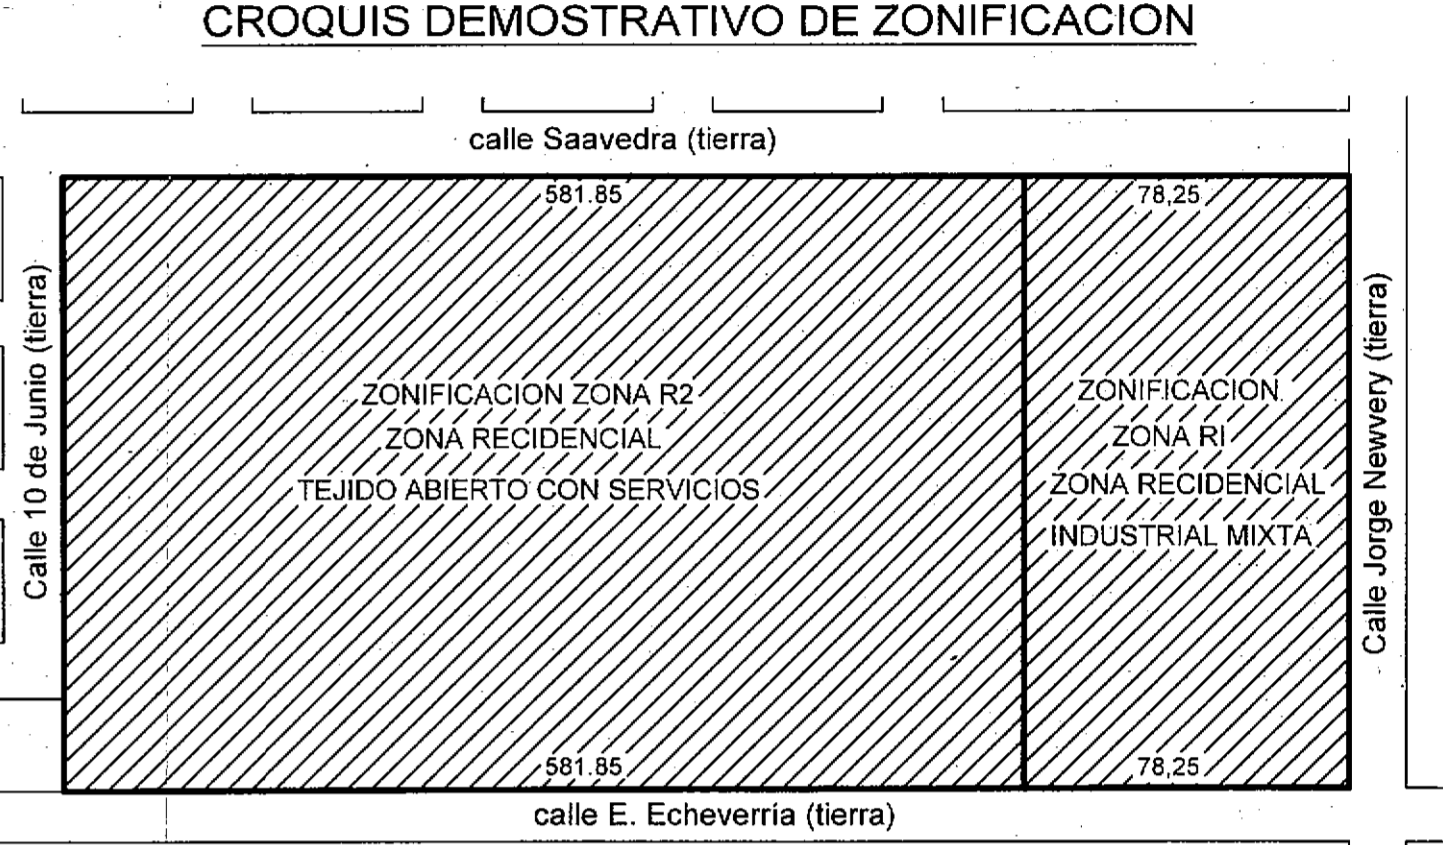 CROQUIS DEMOSTRATIVO DE ZONIFICACION
calle Saavedra (tierra)
581.85
78,25
Calle 10 de Junio (tierra)
ZONIFICACION ZONA R2
ZONA RECIDENCIAL
TEJIDO ABIERTO CON SERVICIOS
ZONIFICACION
ZONA RI
ZONA RECIDENCIAL
INDUSTRIAL MIXTA
Calle Jorge Newvery (tierra)
581.85
78,25
calle E. Echeverría (tierra)